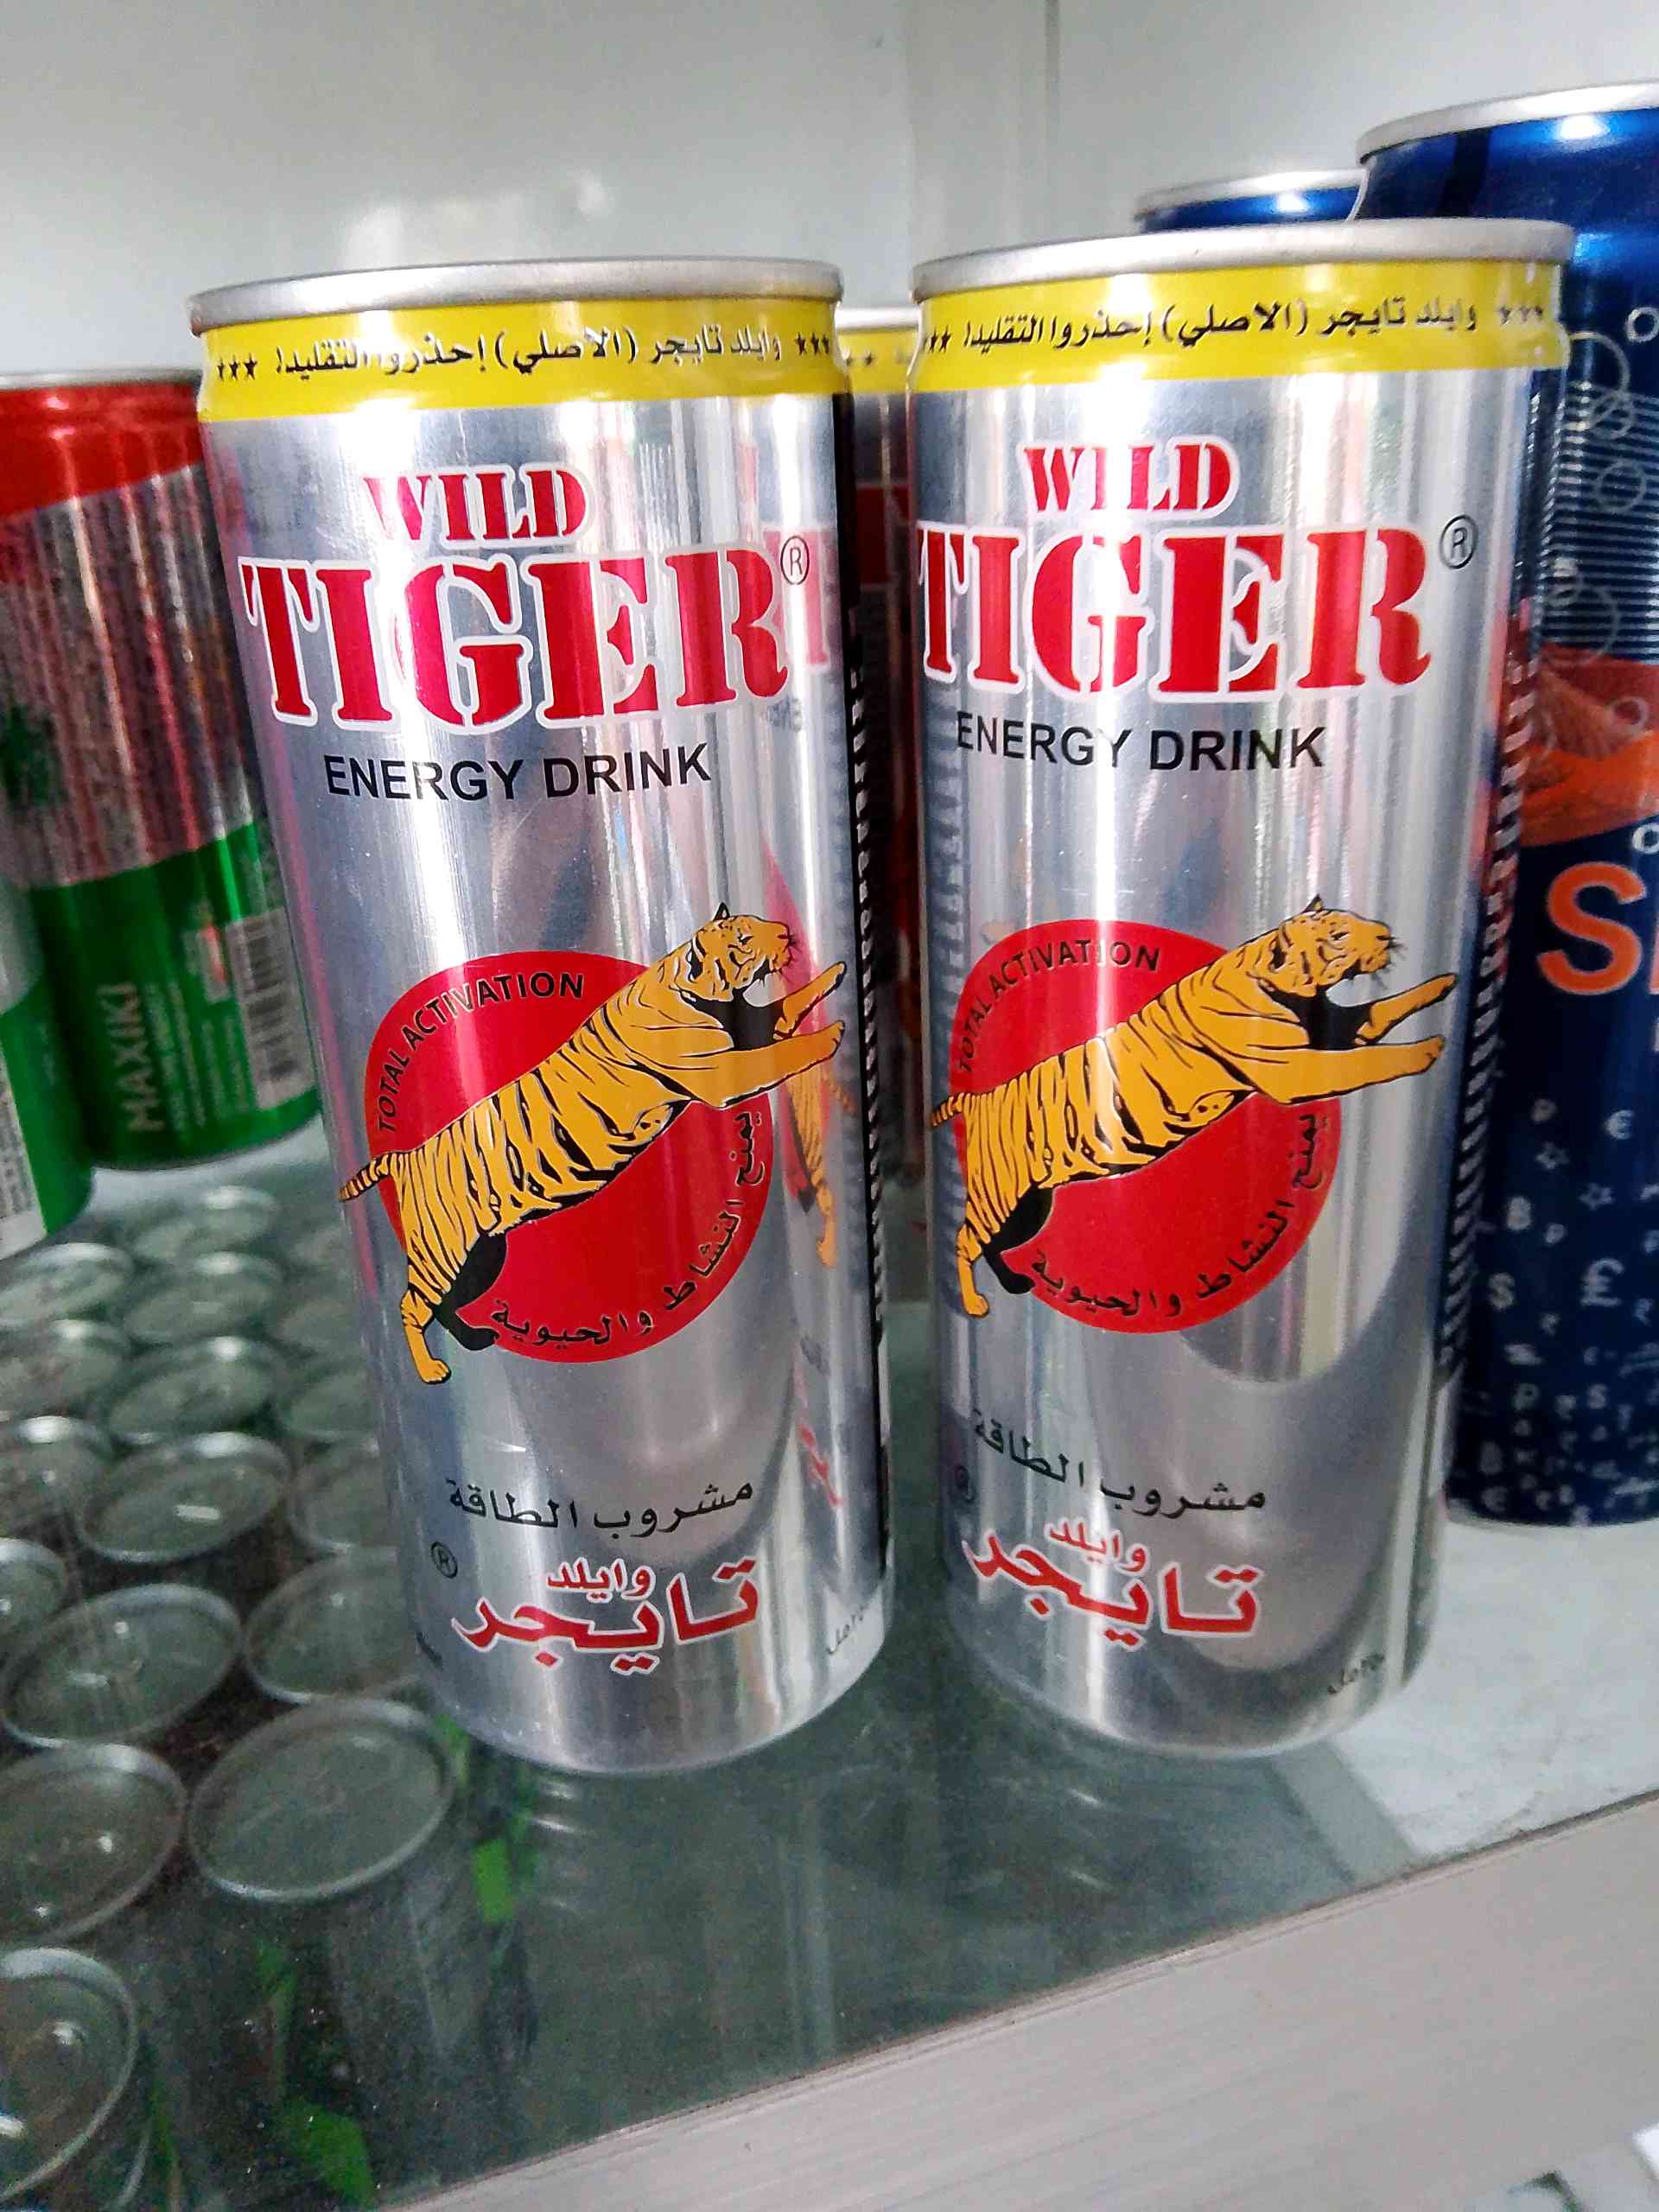 *** وايلد تايجر (الاصلي) إحذروا التقليد! ***
WILD
TIGER®
ENERGY DRINK
TOTAL ACTIVATION
يمنح النشاط والحيوية
مشروب الطاقة
وايلد
تايجر
®
*** وايلد تايجر (الاصلي) إحذروا التقليد! ***
WILD
TIGER®
ENERGY DRINK
TOTAL ACTIVATION
يمنح النشاط والحيوية
مشروب الطاقة
وايلد
تايجر
®
MAXIKI